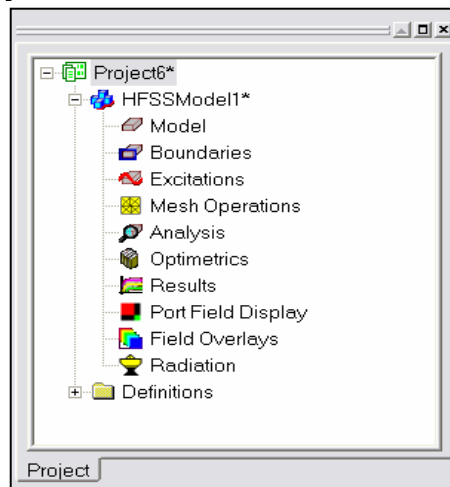 Project6*
HFSSModel1*
Model
Boundaries
Excitations
Mesh Operations
Analysis
Optimetrics
Results
Port Field Display
Field Overlays
Radiation
Definitions
Project